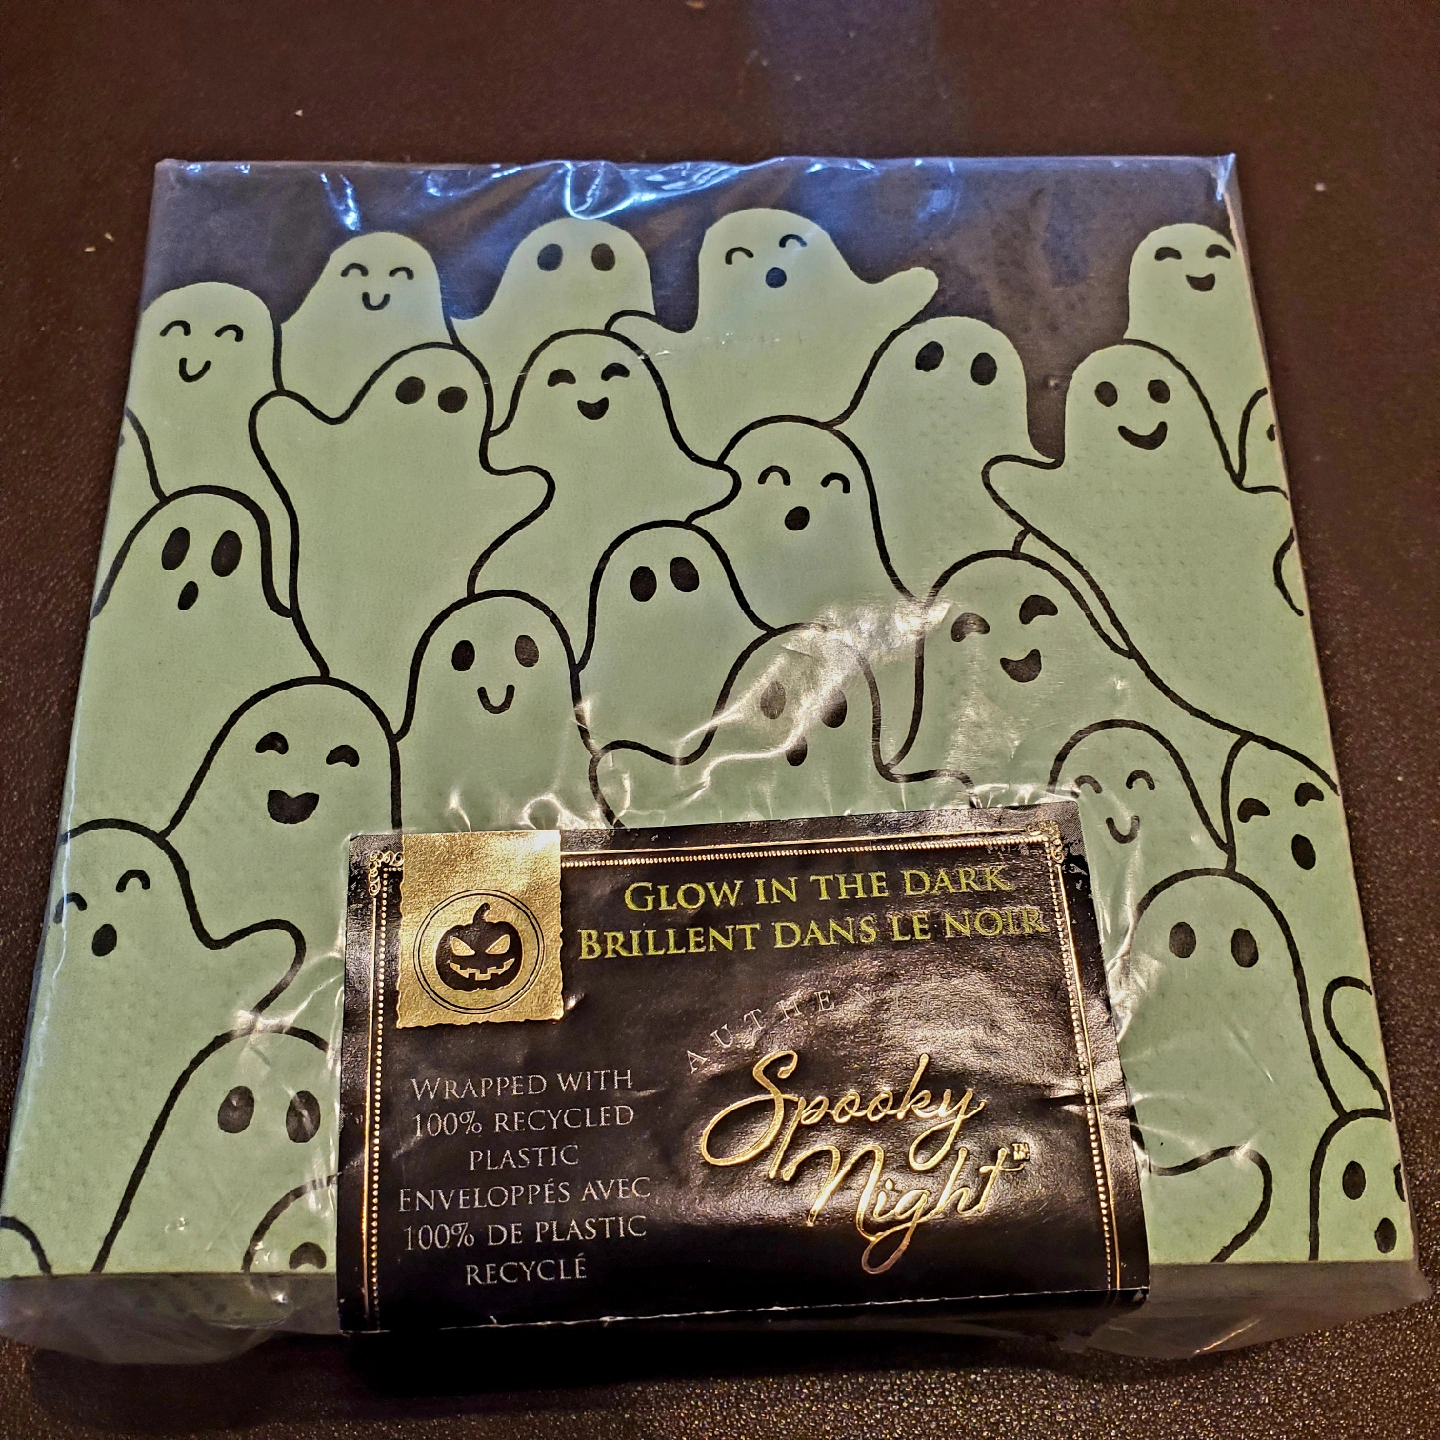 GLOW IN THE DARK
BRILLENT DANS LE NOIR
WRAPPED WITH
100% RECYCLED
PLASTIC
ENVELOPPÉS AVEC
100% DE PLASTIC
RECYCLÉ
Spooky
Night™